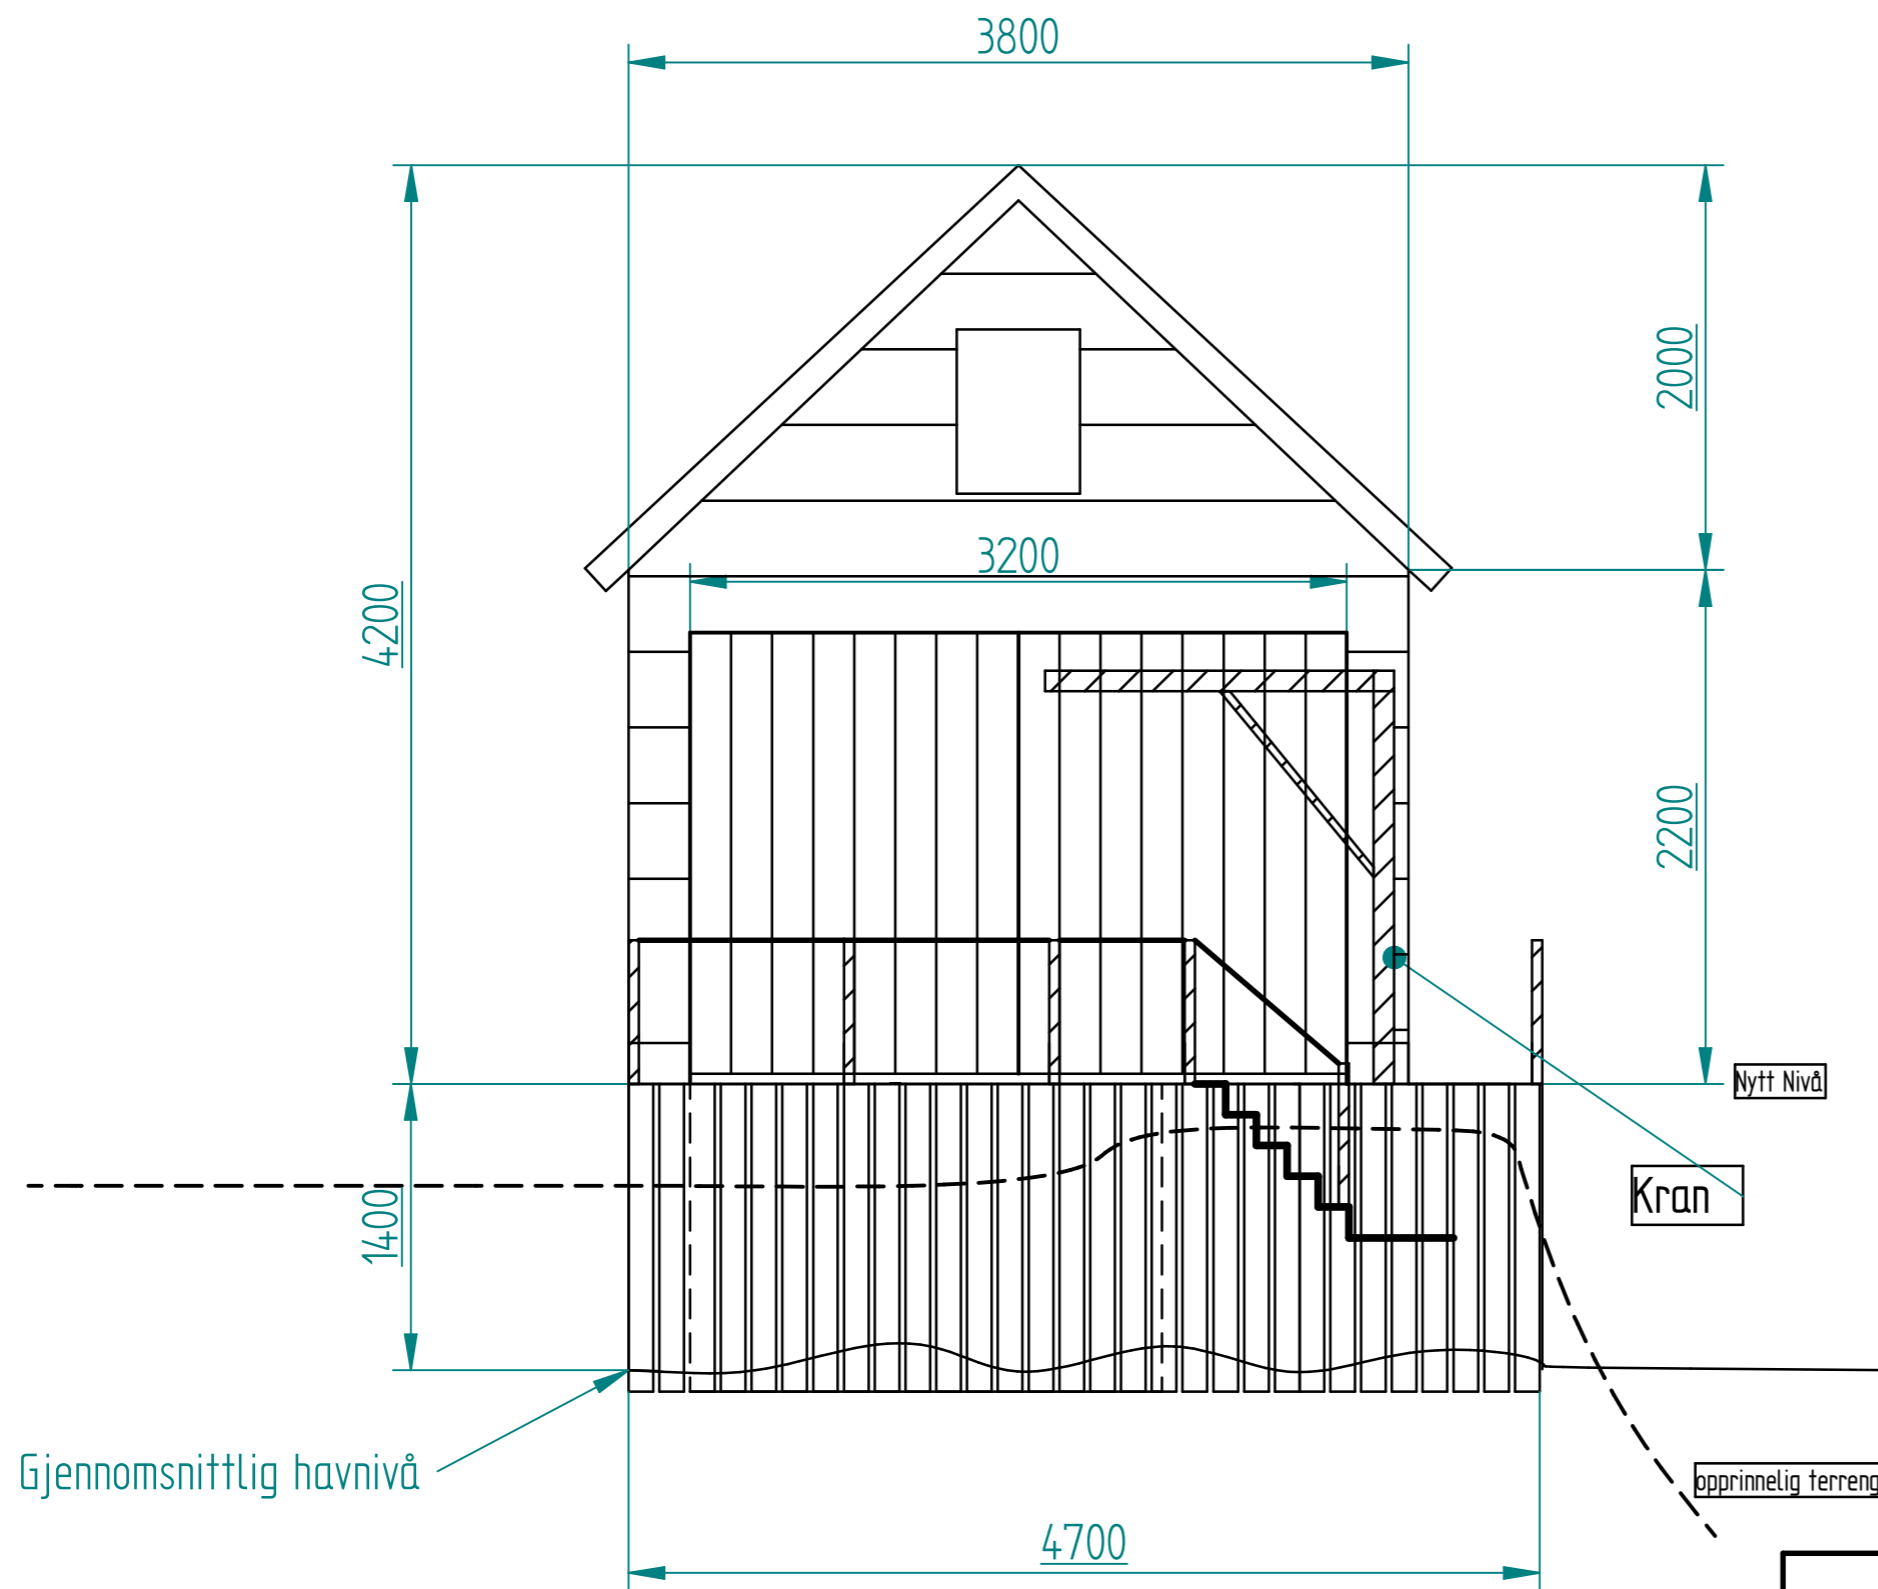 3800
2000
3200
4200
2200
Nytt Nivå
Kran
1400
Gjennomsnittlig havnivå
opprinnelig terreng
4700